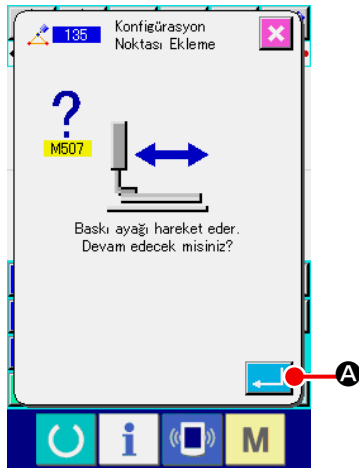 135
Konfigürasyon
Noktası Ekleme
?
M507
Baskı ayağı hareket eder.
Devam edecek misiniz?
A
i
M